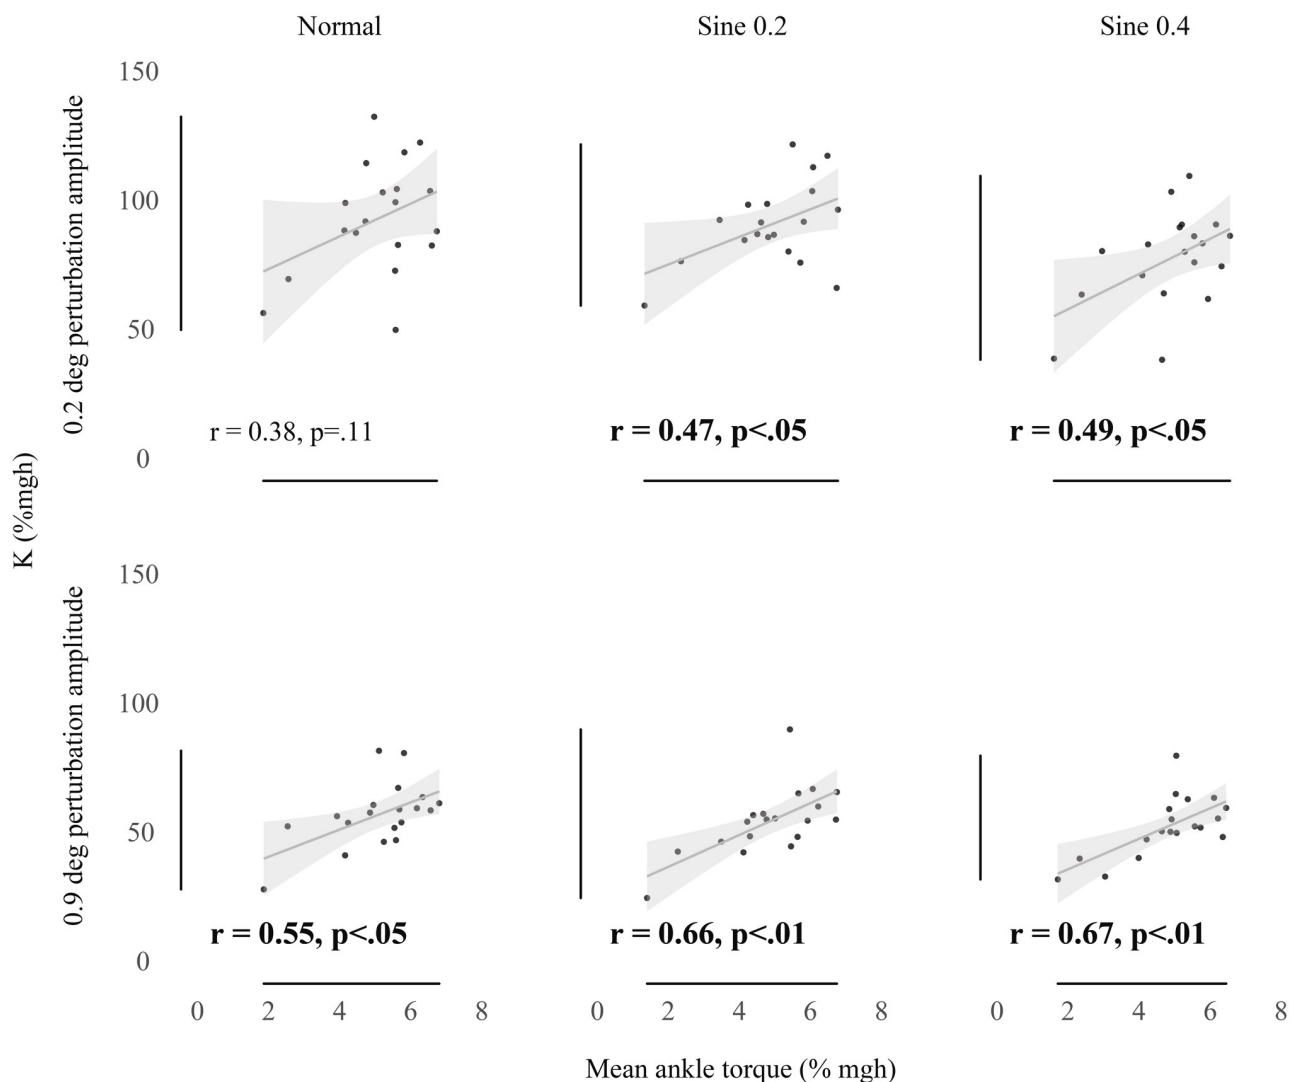 Normal
Sine 0.2
Sine 0.4
K (%mgh)
0.2 deg perturbation amplitude
150
100
50
0
r = 0.38, p=.11
r = 0.47, p<.05
r = 0.49, p<.05
0.9 deg perturbation amplitude
150
100
50
0
r = 0.55, p<.05
r = 0.66, p<.01
r = 0.67, p<.01
0 2 4 6 8
0 2 4 6 8
0 2 4 6 8
Mean ankle torque (% mgh)